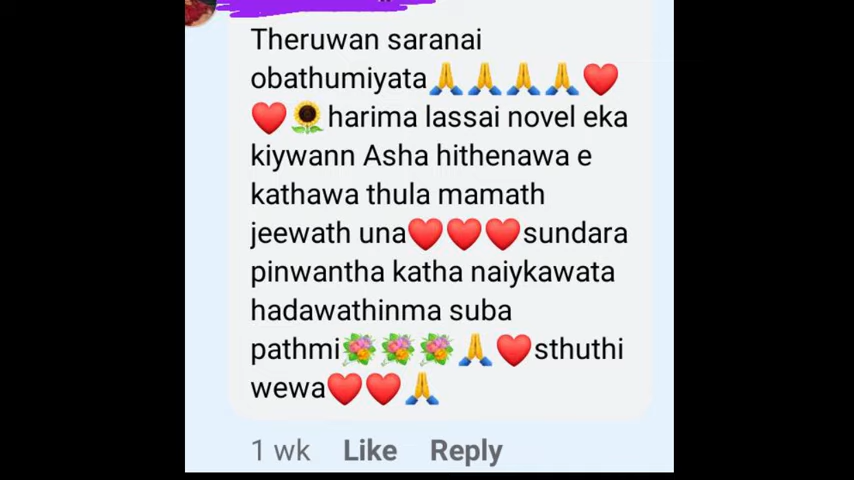 Theruwan saranai
obathumiyata🙏🙏🙏🙏❤️
❤️🌻harima lassai novel eka
kiywann Asha hithenawa e
kathawa thula mamath
jeewath una❤️❤️❤️sundara
pinwantha katha naiykawata
hadawathinma suba
pathmi💐💐💐🙏❤️sthuthi
wewa❤️❤️🙏
1 wk Like Reply